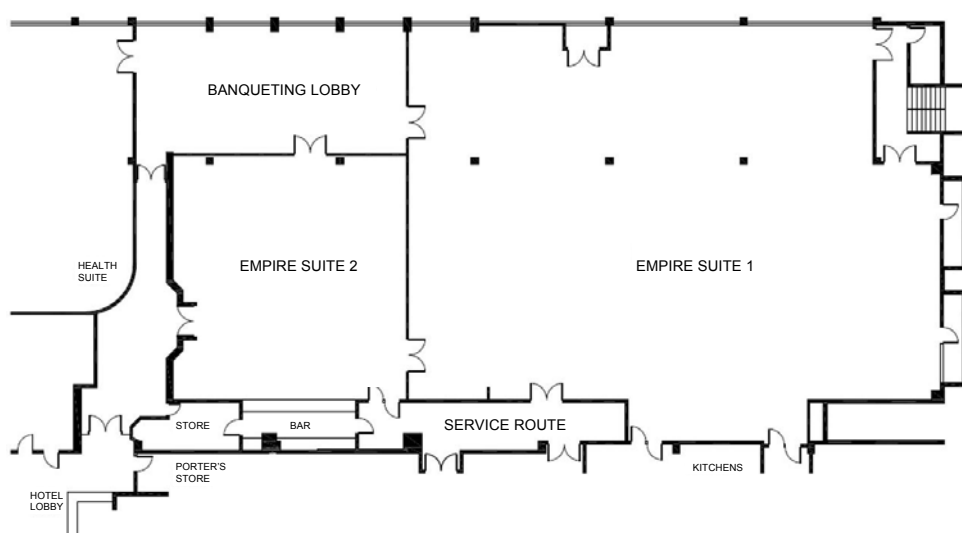 BANQUETING LOBBY
HEALTH
SUITE
EMPIRE SUITE 2
EMPIRE SUITE 1
STORE
BAR
SERVICE ROUTE
PORTER'S
STORE
KITCHENS
HOTEL
LOBBY